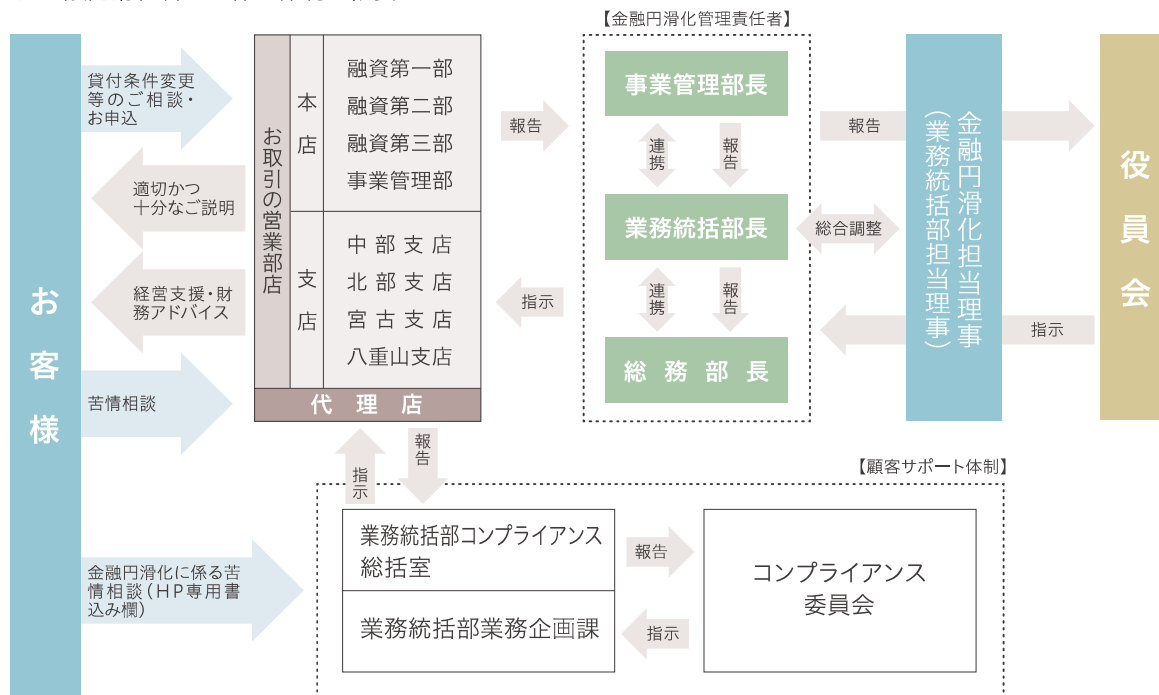 【金融円滑化管理責任者】
お客様
貸付条件変更
等のご相談・
お申込
適切かつ
十分なご説明
経営支援・財
務アドバイス
苦情相談
金融円滑化に係る苦
情相談(HP専用書
込み欄)
お取引の営業部店
本店
融資第一部
融資第二部
融資第三部
事業管理部
支店
中部支店
北部支店
宮古支店
八重山支店
代理店
報告
指示
事業管理部長
連携
報告
業務統括部長
連携
報告
総務部長
報告
総合調整
金融円滑化担当理事
(業務統括部担当理事)
指示
役員会
指示
報告
【顧客サポート体制】
業務統括部コンプライアンス
総括室
業務統括部業務企画課
報告
指示
コンプライアンス
委員会